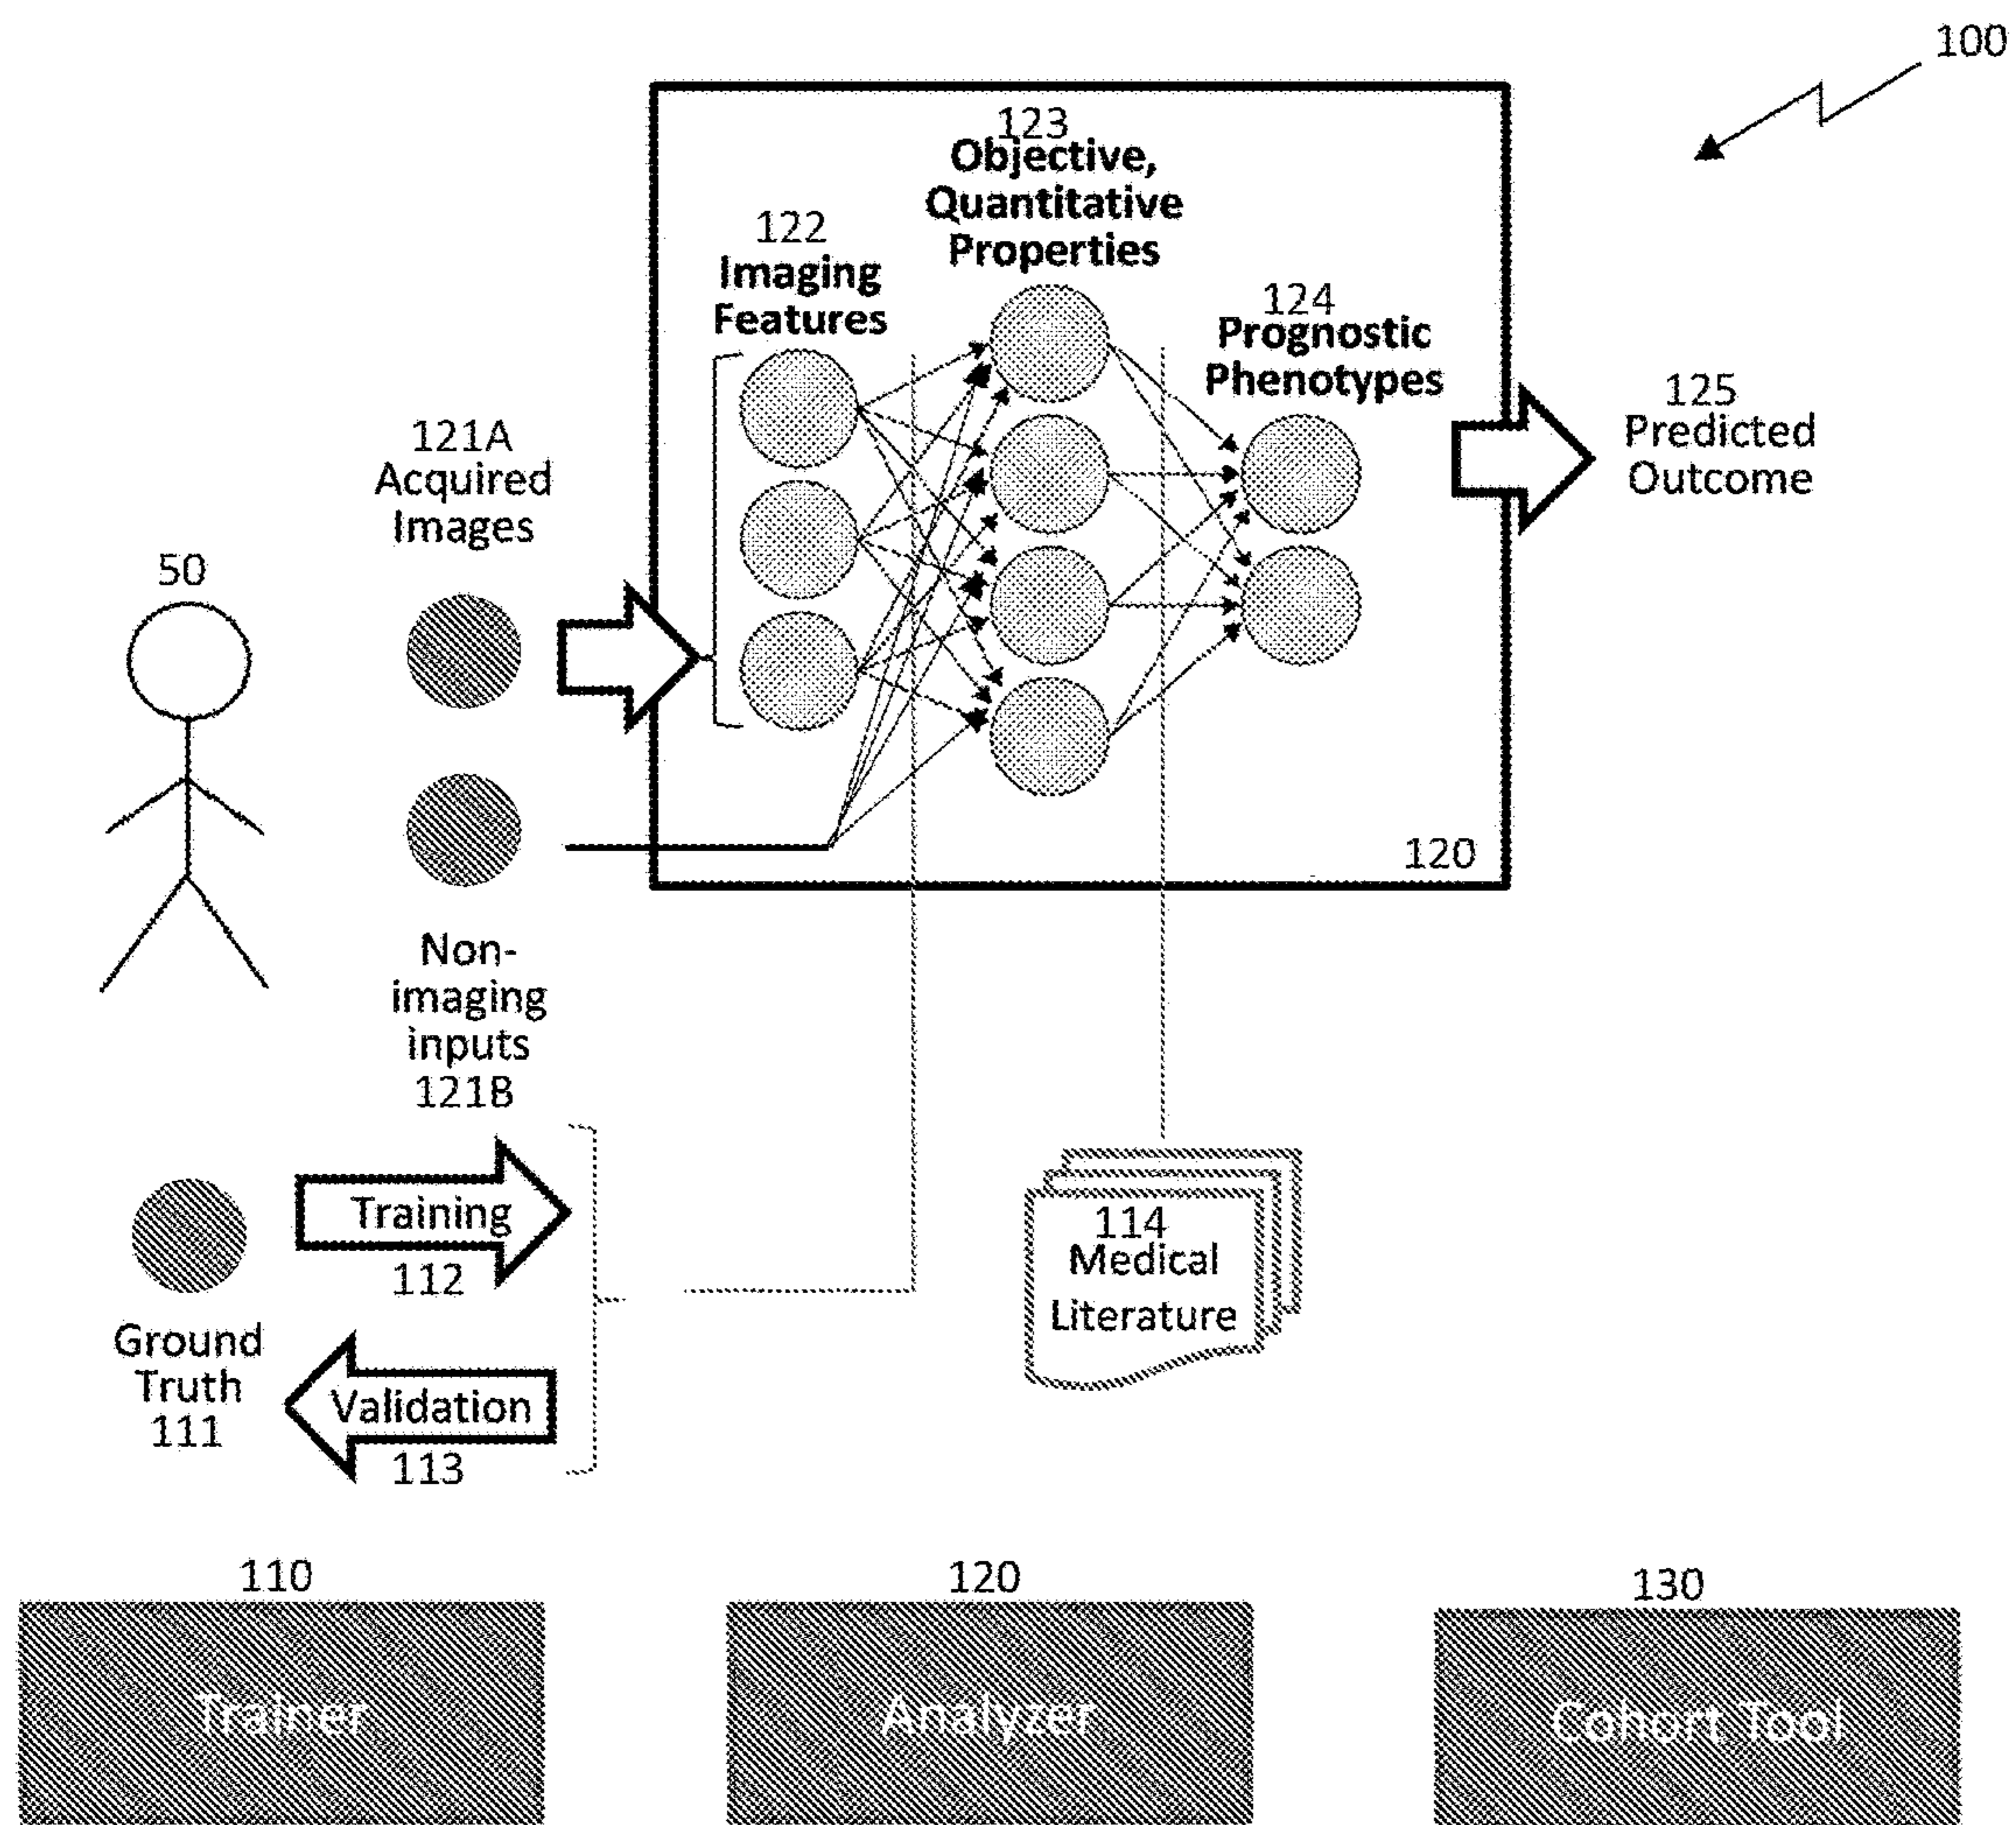 100
123
Objective,
Quantitative
Properties
122
Imaging
Features
124
Prognostic
Phenotypes
125
Predicted
Outcome
121A
Acquired
Images
50
120
Non-
imaging
inputs
121B
Training
112
114
Medical
Literature
Ground
Truth
111
Validation
113
110
120
130
Trainer
Analyzer
Cohort Tool